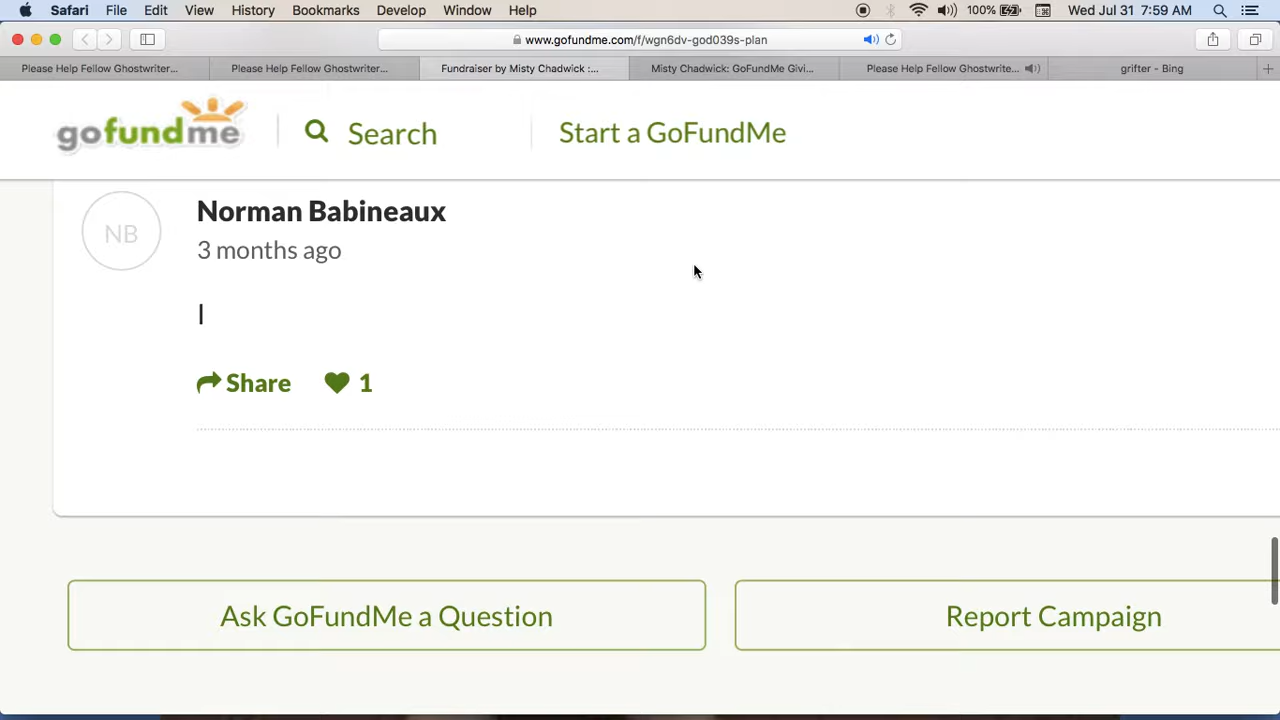 Safari File Edit View History Bookmarks Develop Window Help 100% Wed Jul 31 7:59 AM
www.gofundme.com/f/wgn6dv-god039s-plan
Please Help Fellow Ghostwriter... Please Help Fellow Ghostwriter... Fundraiser by Misty Chadwick :... Misty Chadwick: GoFundMe Givi... Please Help Fellow Ghostwrite... grifter - Bing
gofundme Search Start a GoFundMe
NB
Norman Babineaux
3 months ago
I
Share 1
Ask GoFundMe a Question Report Campaign